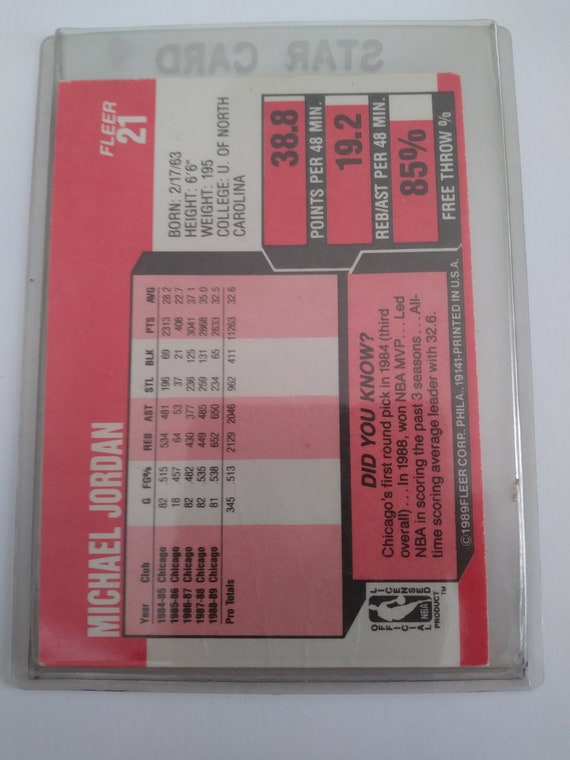 STAR CARD
MICHAEL JORDAN
FLEER
21
Year Club G FG% REB AST STL BLK PTS AVG
1984-85 Chicago 82 .515 534 481 196 69 2313 28.2
1985-86 Chicago 18 .457 64 53 37 21 408 22.7
1986-87 Chicago 82 .482 430 377 236 125 3041 37.1
1987-88 Chicago 82 .535 449 485 259 131 2868 35.0
1988-89 Chicago 81 .538 652 650 234 65 2633 32.5
Pro Totals 345 .513 2129 2046 962 411 11263 32.6
BORN: 2/17/63
HEIGHT: 6'6"
WEIGHT: 195
COLLEGE: U. OF NORTH
CAROLINA
38.8
POINTS PER 48 MIN.
19.2
REB/AST PER 48 MIN.
85%
FREE THROW %
DID YOU KNOW?
Chicago's first round pick in 1984 (third
overall) . . . In 1988, won NBA MVP . . . Led
NBA in scoring the past 3 seasons . . . All-
time scoring average leader with 32.6.
OFFICIAL
LICENSED
NBA
PRODUCT™
©1989 FLEER CORP., PHILA., 19141-PRINTED IN U.S.A.